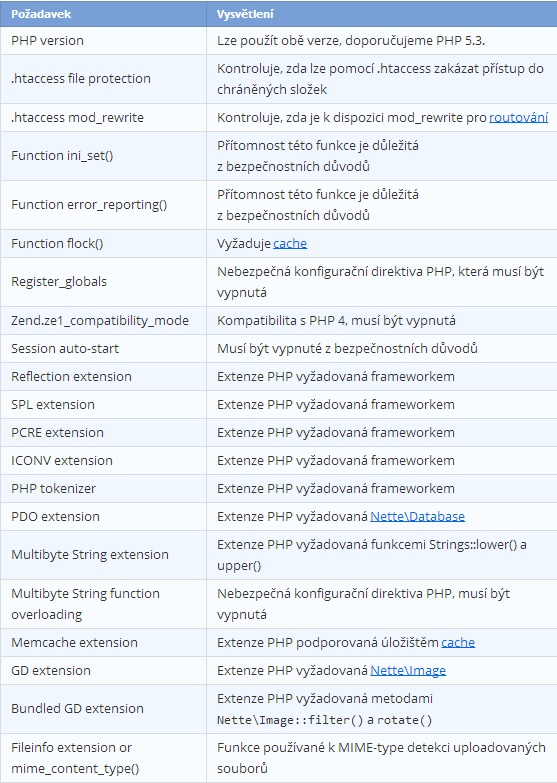 Požadavek Vysvětlení
PHP version Lze použít obě verze, doporučujeme PHP 5.3.
.htaccess file protection Kontroluje, zda lze pomocí .htaccess zakázat přístup do
chráněných složek
.htaccess mod_rewrite Kontroluje, zda je k dispozici mod_rewrite pro routování
Function ini_set() Přítomnost této funkce je důležitá
z bezpečnostních důvodů
Function error_reporting() Přítomnost této funkce je důležitá
z bezpečnostních důvodů
Function flock() Vyžaduje cache
Register_globals Nebezpečná konfigurační direktiva PHP, která musí být
vypnutá
Zend.ze1_compatibility_mode Kompatibilita s PHP 4, musí být vypnutá
Session auto-start Musí být vypnuté z bezpečnostních důvodů
Reflection extension Extenze PHP vyžadovaná frameworkem
SPL extension Extenze PHP vyžadovaná frameworkem
PCRE extension Extenze PHP vyžadovaná frameworkem
ICONV extension Extenze PHP vyžadovaná frameworkem
PHP tokenizer Extenze PHP vyžadovaná frameworkem
PDO extension Extenze PHP vyžadovaná Nette\Database
Multibyte String extension Extenze PHP vyžadovaná funkcemi Strings::lower() a
upper()
Multibyte String function
overloading
Nebezpečná konfigurační direktiva PHP, musí být
vypnutá
Memcache extension Extenze PHP podporovaná úložištěm cache
GD extension Extenze PHP vyžadovaná Nette\Image
Bundled GD extension Extenze PHP vyžadovaná metodami
Nette\Image::filter() a rotate()
Fileinfo extension or
mime_content_type()
Funkce používané k MIME-type detekci uploadovaných
souborů